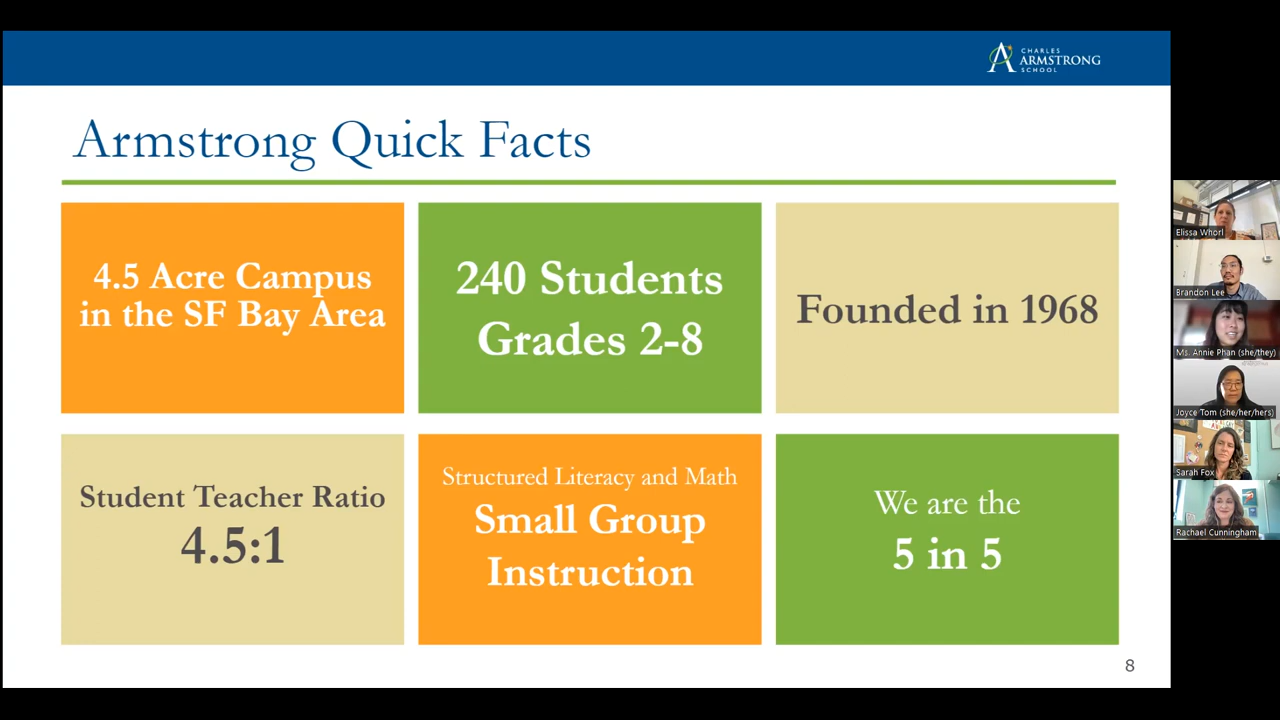 CHARLES
ARMSTRONG
SCHOOL
Armstrong Quick Facts
4.5 Acre Campus
in the SF Bay Area
240 Students
Grades 2-8
Founded in 1968
Student Teacher Ratio
4.5:1
Structured Literacy and Math
Small Group
Instruction
We are the
5 in 5
8
Elissa Whorl
Brandon Lee
Ms. Annie Phan (she/they)
Joyce Tom (she/her/hers)
Sarah Fox
Rachael Cunningham